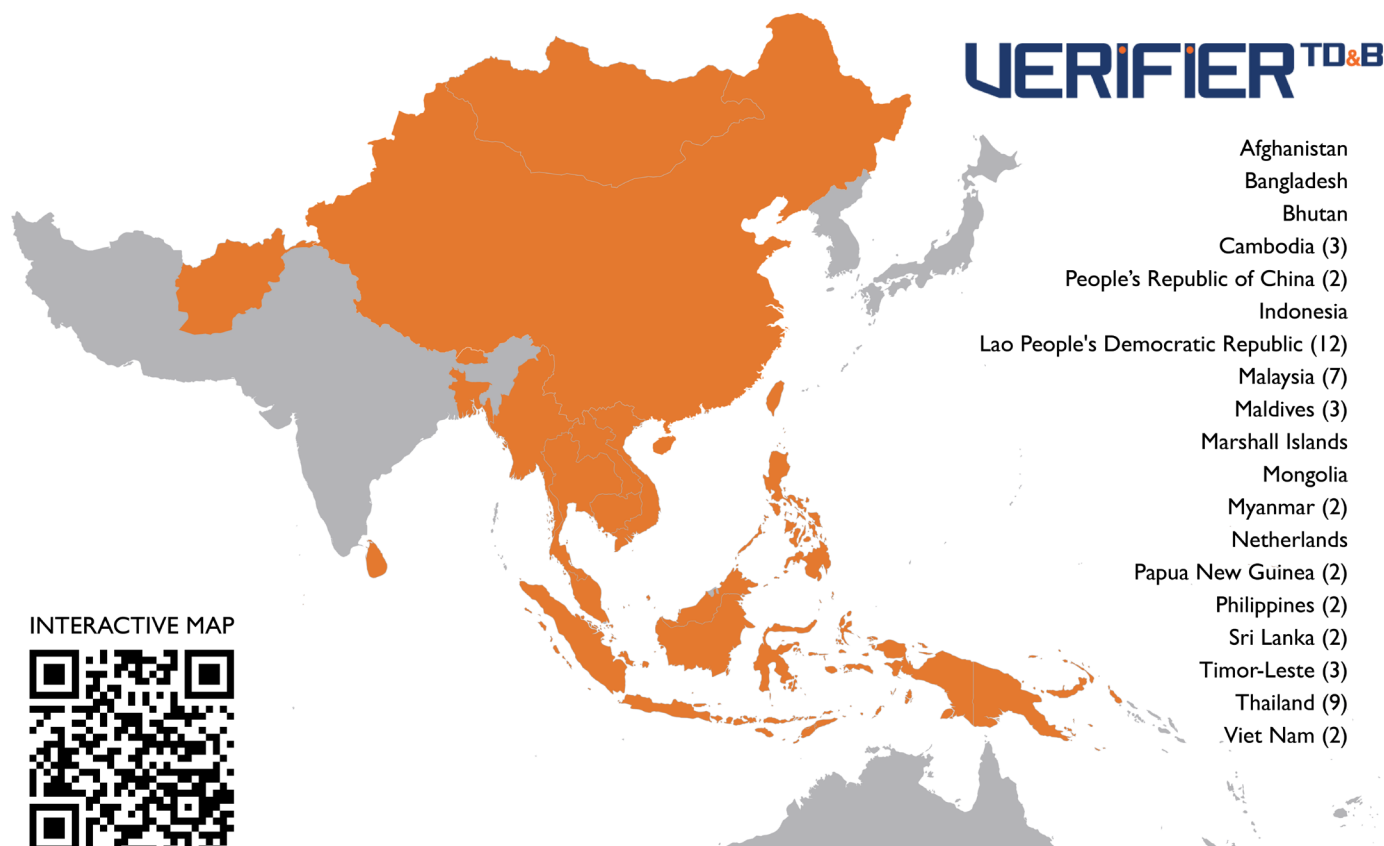 VERIFIER TD&B
Afghanistan
Bangladesh
Bhutan
Cambodia (3)
People’s Republic of China (2)
Indonesia
Lao People's Democratic Republic (12)
Malaysia (7)
Maldives (3)
Marshall Islands
Mongolia
Myanmar (2)
Netherlands
Papua New Guinea (2)
Philippines (2)
Sri Lanka (2)
Timor-Leste (3)
Thailand (9)
Viet Nam (2)
INTERACTIVE MAP